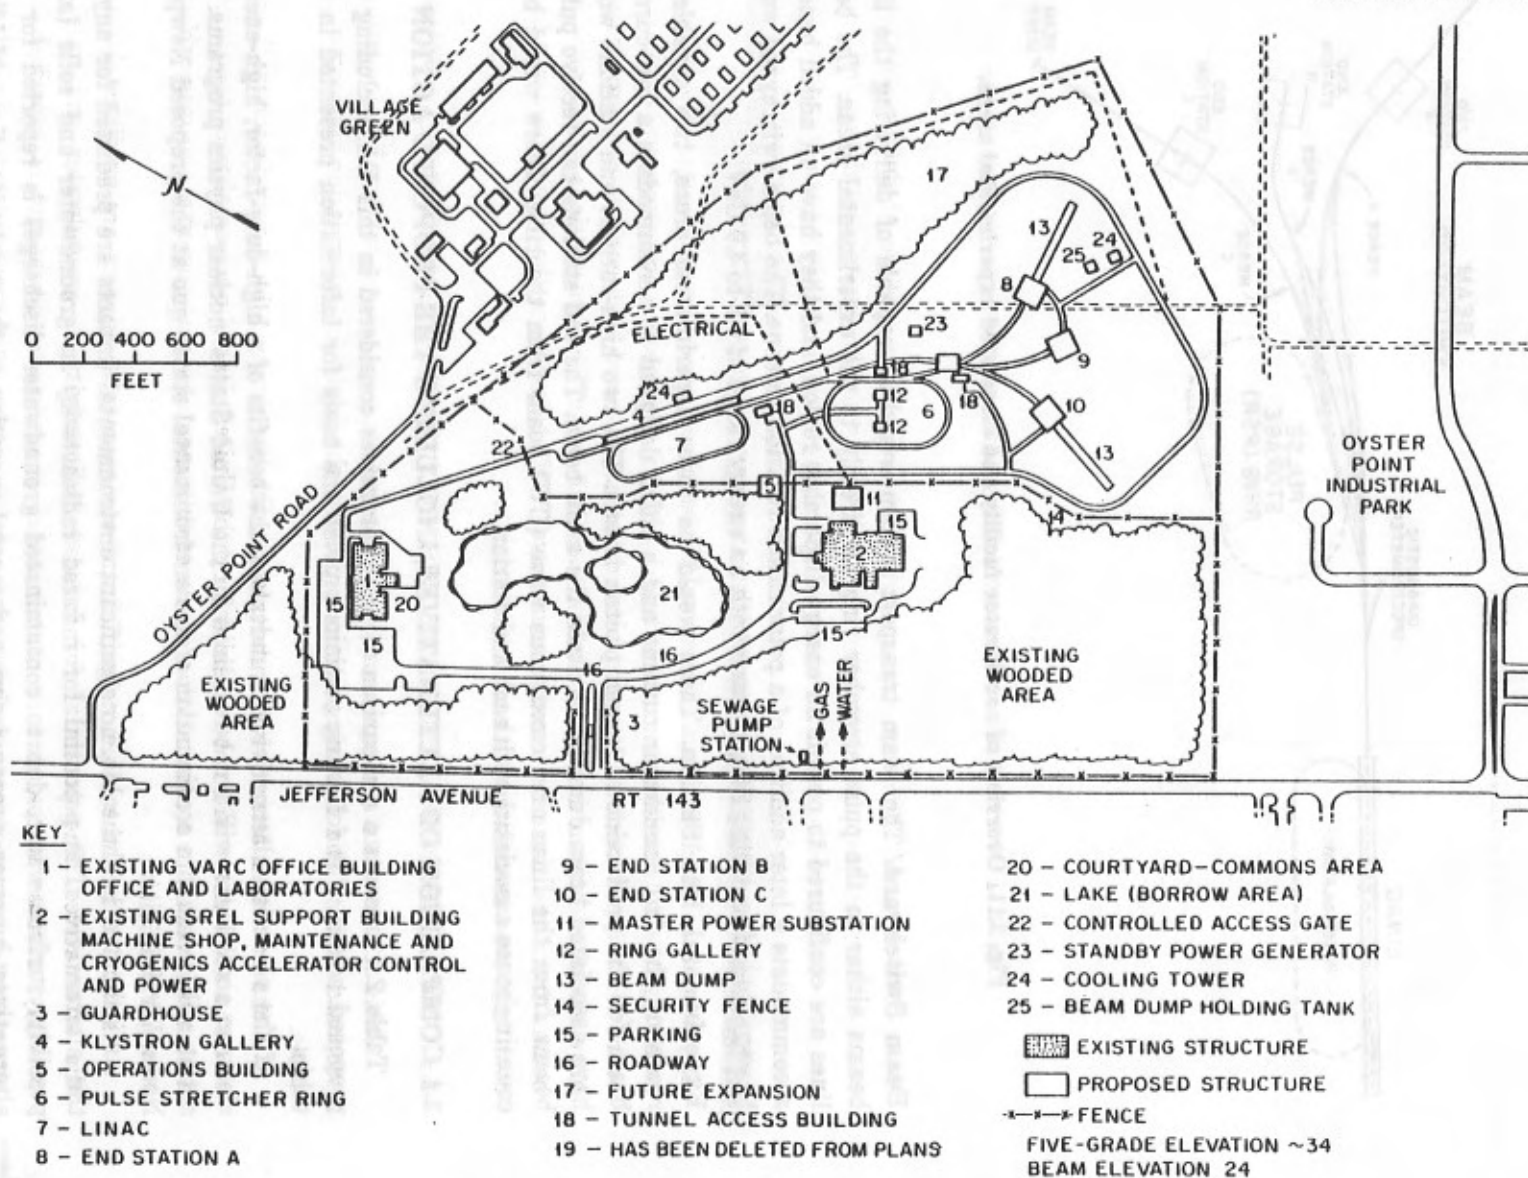 VILLAGE
GREEN
N
0 200 400 600 800
FEET
17
13
24
25
8
23
ELECTRICAL
9
18
24
12
4
18
6
18
10
12
22
7
13
OYSTER
POINT
INDUSTRIAL
PARK
5
11
14
15
2
OYSTER POINT ROAD
1
15
20
21
15
15
16
16
EXISTING
WOODED
AREA
EXISTING
WOODED
AREA
3
SEWAGE
PUMP
STATION
GAS
WATER
JEFFERSON AVENUE RT 143
KEY
1 - EXISTING VARC OFFICE BUILDING
OFFICE AND LABORATORIES
2 - EXISTING SREL SUPPORT BUILDING
MACHINE SHOP, MAINTENANCE AND
CRYOGENICS ACCELERATOR CONTROL
AND POWER
3 - GUARDHOUSE
4 - KLYSTRON GALLERY
5 - OPERATIONS BUILDING
6 - PULSE STRETCHER RING
7 - LINAC
8 - END STATION A
9 - END STATION B
10 - END STATION C
11 - MASTER POWER SUBSTATION
12 - RING GALLERY
13 - BEAM DUMP
14 - SECURITY FENCE
15 - PARKING
16 - ROADWAY
17 - FUTURE EXPANSION
18 - TUNNEL ACCESS BUILDING
19 - HAS BEEN DELETED FROM PLANS
20 - COURTYARD-COMMONS AREA
21 - LAKE (BORROW AREA)
22 - CONTROLLED ACCESS GATE
23 - STANDBY POWER GENERATOR
24 - COOLING TOWER
25 - BEAM DUMP HOLDING TANK
EXISTING STRUCTURE
PROPOSED STRUCTURE
FENCE
FIVE-GRADE ELEVATION ~34
BEAM ELEVATION 24